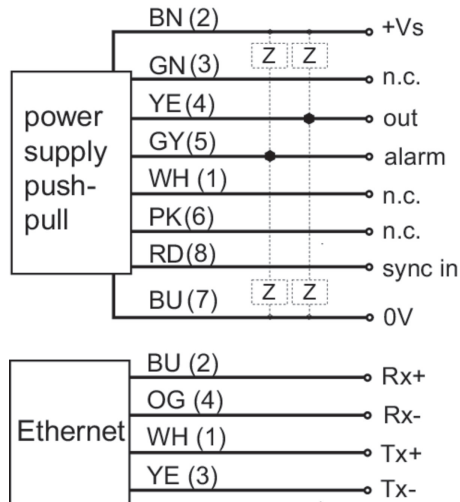 BN (2) +Vs
Z Z
GN (3) n.c.
YE (4) out
GY (5) alarm
WH (1) n.c.
PK (6) n.c.
RD (8) sync in
Z Z
BU (7) 0V
power
supply
push-
pull
BU (2) Rx+
OG (4) Rx-
WH (1) Tx+
YE (3) Tx-
Ethernet